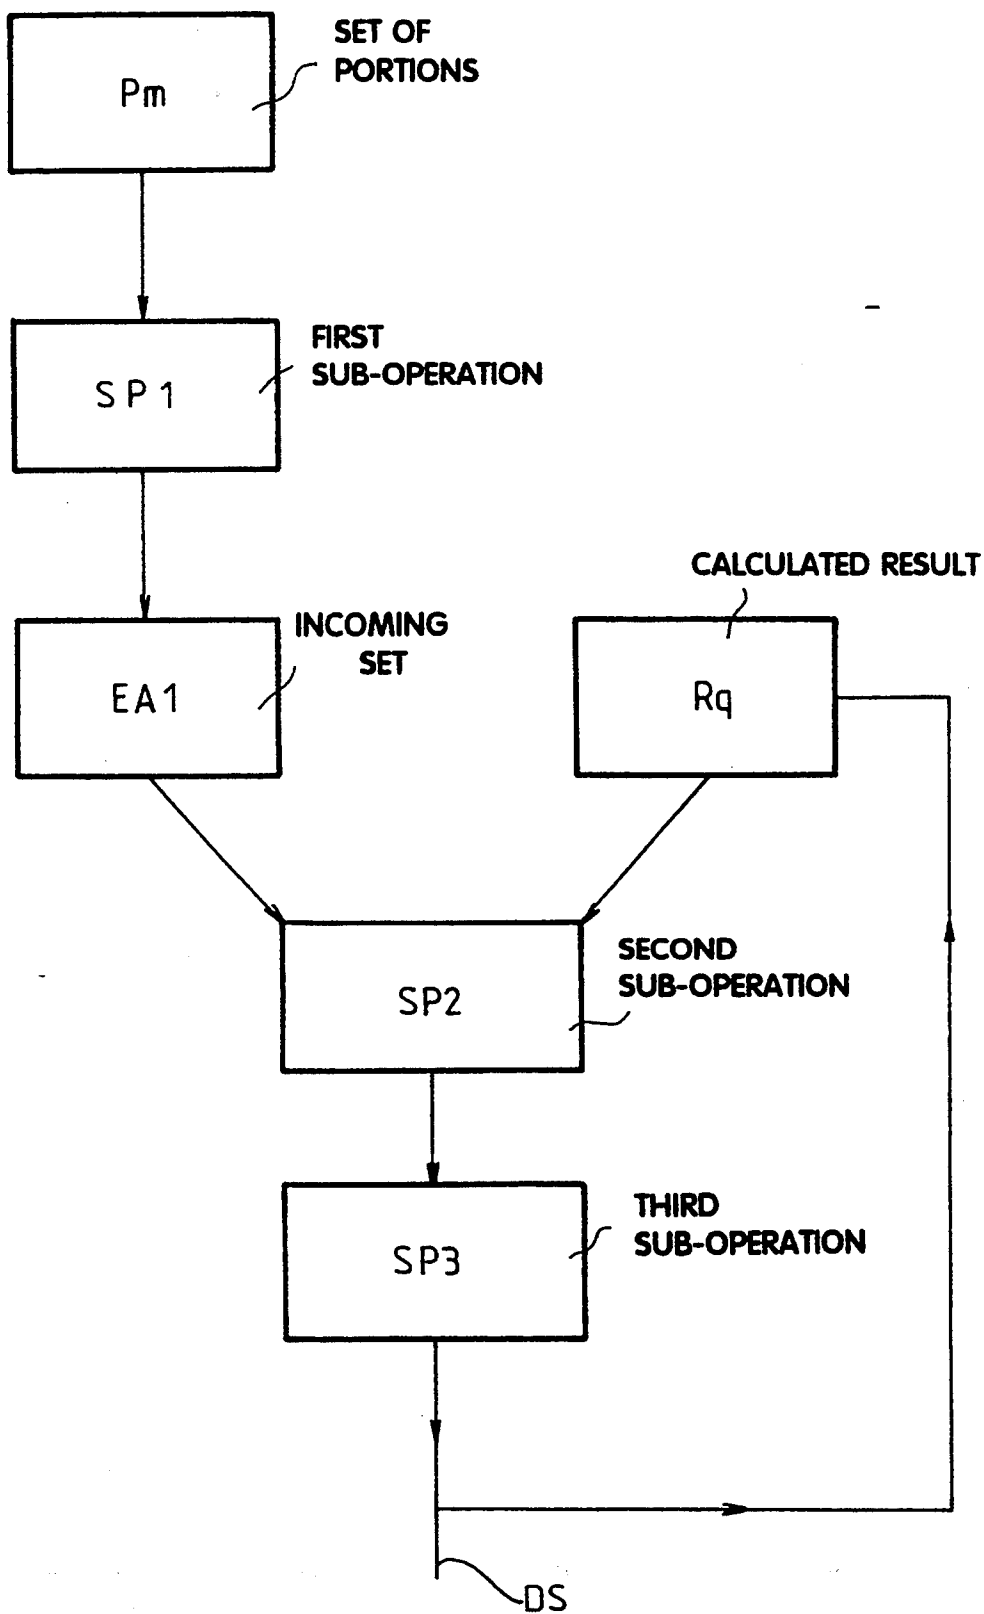 SET OF
PORTIONS
Pm
FIRST
SUB-OPERATION
SP1
CALCULATED RESULT
INCOMING
SET
EA1
Rq
SECOND
SUB-OPERATION
SP2
THIRD
SUB-OPERATION
SP3
DS